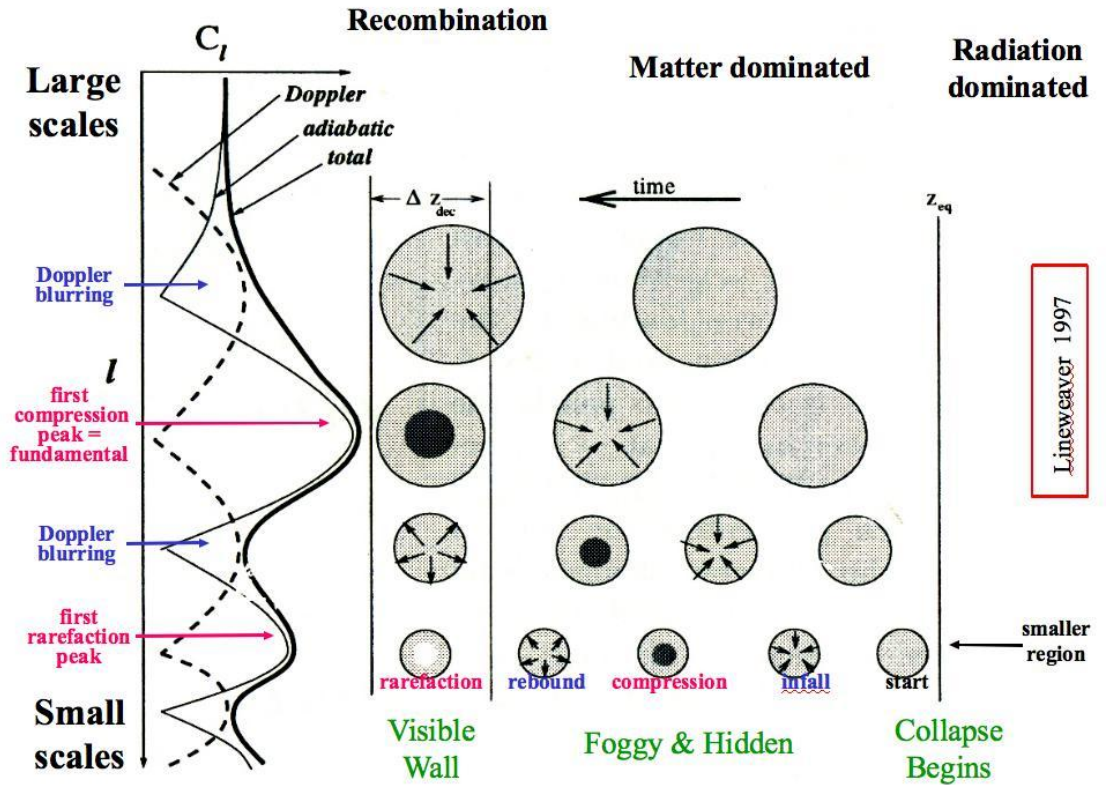 Recombination
C_l
Matter dominated
Radiation
dominated
Large
scales
Doppler
adiabatic
total
Δ z_dec
time
z_eq
Doppler
blurring
l
first
compression
peak =
fundamental
Doppler
blurring
first
rarefaction
peak
Small
scales
Lineweaver 1997
smaller
region
rarefaction
rebound
compression
infall
start
Visible
Wall
Foggy & Hidden
Collapse
Begins